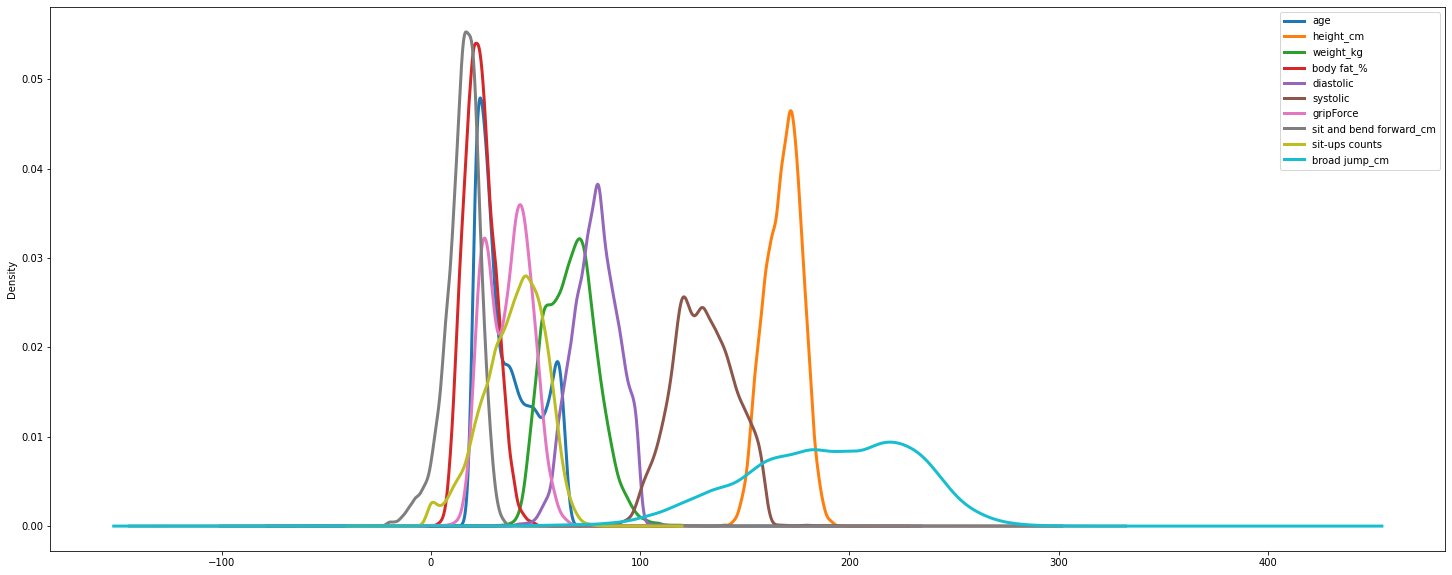 age
height_cm
weight_kg
body fat_%
diastolic
systolic
gripForce
sit and bend forward_cm
sit-ups counts
broad jump_cm
Density
0.05
0.04
0.03
0.02
0.01
0.00
−100
0
100
200
300
400